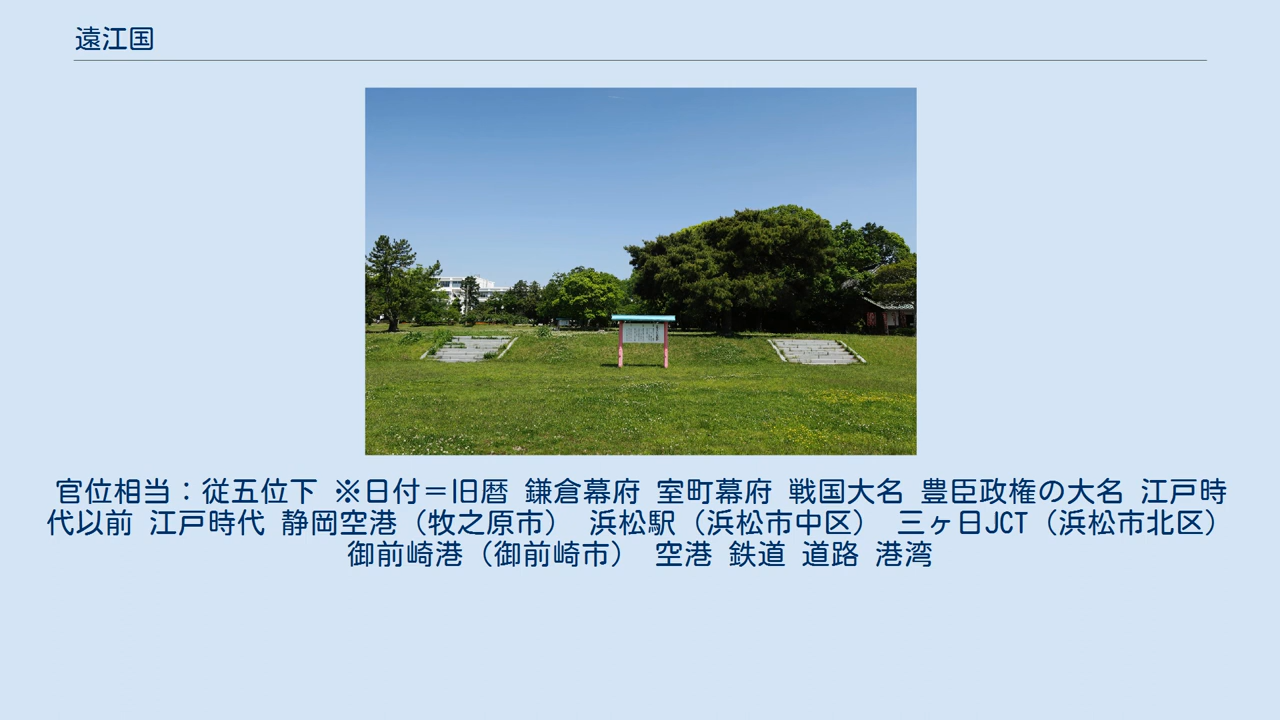 遠江国
官位相当：従五位下 ※日付＝旧暦 鎌倉幕府 室町幕府 戦国大名 豊臣政権の大名 江戸時
代以前 江戸時代 静岡空港（牧之原市） 浜松駅（浜松市中区） 三ヶ日JCT（浜松市北区）
御前崎港（御前崎市） 空港 鉄道 道路 港湾